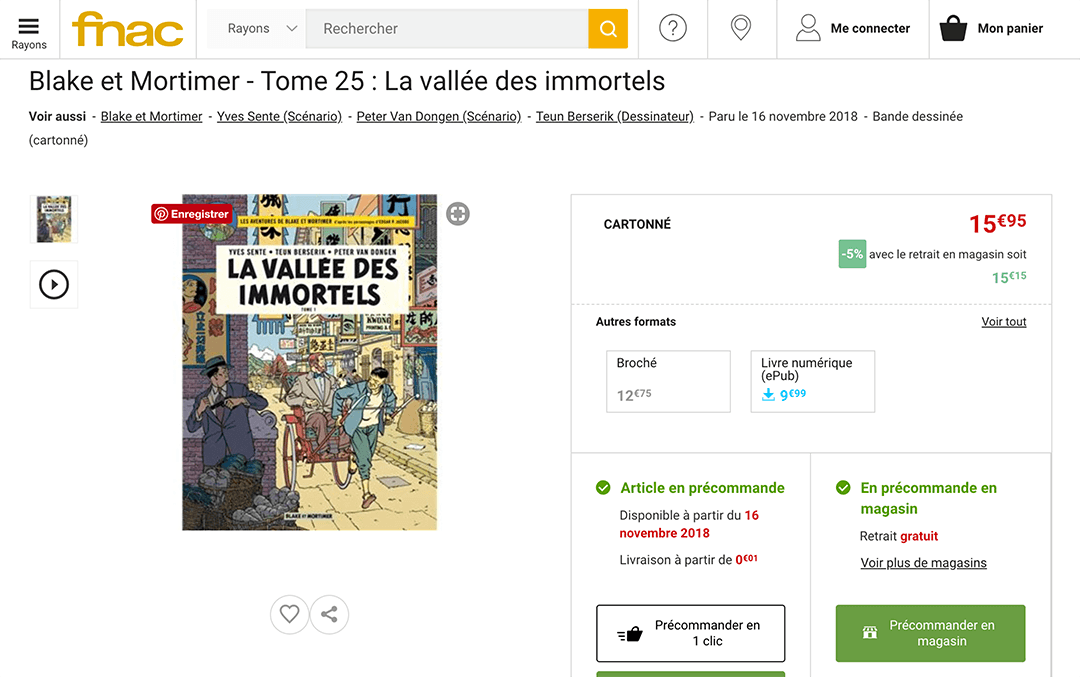 Rayons
fnac
Rayons
Rechercher
?
Me connecter
Mon panier
Blake et Mortimer - Tome 25 : La vallée des immortels
Voir aussi - Blake et Mortimer - Yves Sente (Scénario) - Peter Van Dongen (Scénario) - Teun Berserik (Dessinateur) - Paru le 16 novembre 2018 - Bande dessinée
(cartonné)
Enregistrer
LES AVENTURES DE BLAKE ET MORTIMER d'après les personnages d'EDGAR P. JACOBS
YVES SENTE • TEUN BERSERIK • PETER VAN DONGEN
LA VALLÉE DES
IMMORTELS
TOME 1
KWONG
PRINTING
BLAKE ET MORTIMER
CARTONNÉ
15€95
-5% avec le retrait en magasin soit
15€15
Autres formats
Voir tout
Broché
12€75
Livre numérique
(ePub)
9€99
Article en précommande
Disponible à partir du 16
novembre 2018
Livraison à partir de 0€01
Précommander en
1 clic
En précommande en
magasin
Retrait gratuit
Voir plus de magasins
Précommander en
magasin